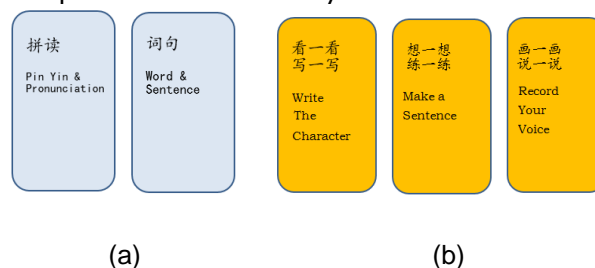 拼读
Pin Yin &
Pronunciation
词句
Word &
Sentence
看一看
写一写
Write
The
Character
想一想
练一练
Make a
Sentence
画一画
说一说
Record
Your
Voice
(a)
(b)